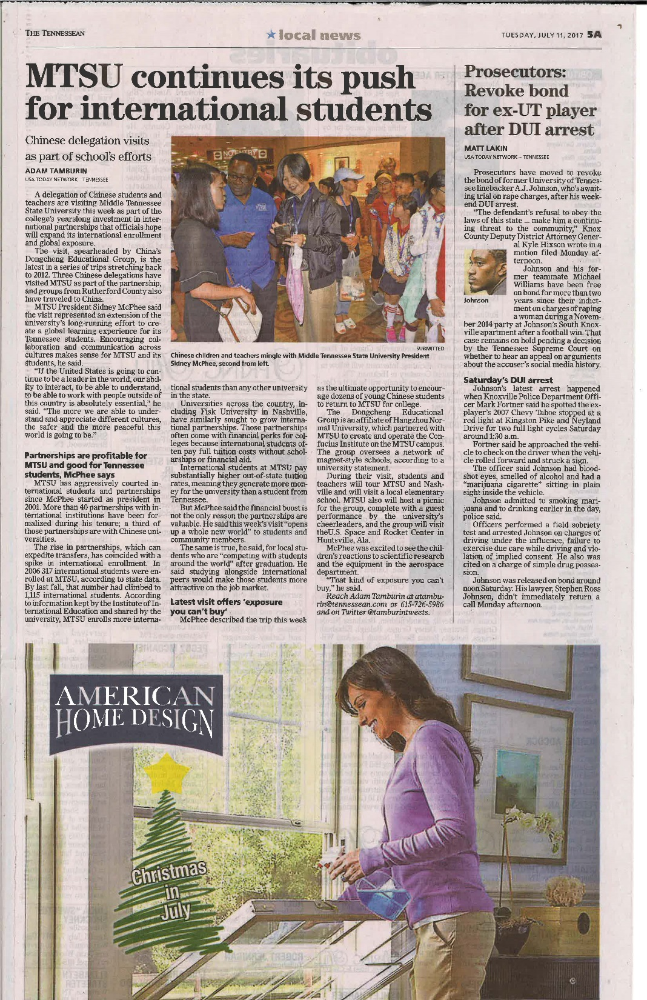 THE TENNESSEAN
★ local news
TUESDAY, JULY 11, 2017 5A
MTSU continues its push
for international students
Chinese delegation visits
as part of school's efforts
ADAM TAMBURIN
USA TODAY NETWORK - TENNESSEE
A delegation of Chinese students and
teachers are visiting Middle Tennessee
State University this week as part of the
college's yearslong investment in inter-
national partnerships that officials hope
will expand its international enrollment
and global exposure.
The visit, spearheaded by China's
Dongcheng Educational Group, is the
latest in a series of trips stretching back
to 2012. Three Chinese delegations have
visited MTSU as part of the partnership,
and groups from Rutherford County also
have traveled to China.
MTSU President Sidney McPhee said
the visit represented an extension of the
university's long-running effort to cre-
ate a global learning experience for its
Tennessee students. Encouraging col-
laboration and communication across
cultures makes sense for MTSU and its
students, he said.
"If the United States is going to con-
tinue to be a leader in the world, our abil-
ity to interact, to be able to understand,
to be able to work with people outside of
this country is absolutely essential," he
said. "The more we are able to under-
stand and appreciate different cultures,
the safer and the more peaceful this
world is going to be."
Partnerships are profitable for
MTSU and good for Tennessee
students, McPhee says
MTSU has aggressively courted in-
ternational students and partnerships
since McPhee started as president in
2001. More than 40 partnerships with in-
ternational institutions have been for-
malized during his tenure; a third of
those partnerships are with Chinese uni-
versities.
The rise in partnerships, which can
expedite transfers, has coincided with a
spike in international enrollment. In
2006 317 international students were en-
rolled at MTSU, according to state data.
By last fall, that number had climbed to
1,115 international students. According
to information kept by the Institute of In-
ternational Education and shared by the
university, MTSU enrolls more interna-
NO ENTRY
SUBMITTED
Chinese children and teachers mingle with Middle Tennessee State University President
Sidney McPhee, second from left.
tional students than any other university
in the state.
Universities across the country, in-
cluding Fisk University in Nashville,
have similarly sought to grow interna-
tional partnerships. Those partnerships
often come with financial perks for col-
leges because international students of-
ten pay full tuition costs without schol-
arships or financial aid.
International students at MTSU pay
substantially higher out-of-state tuition
rates, meaning they generate more mon-
ey for the university than a student from
Tennessee.
But McPhee said the financial boost is
not the only reason the partnerships are
valuable. He said this week's visit "opens
up a whole new world" to students and
community members.
The same is true, he said, for local stu-
dents who are "competing with students
around the world" after graduation. He
said studying alongside international
peers would make those students more
attractive on the job market.
Latest visit offers 'exposure
you can't buy'
McPhee described the trip this week
as the ultimate opportunity to encour-
age dozens of young Chinese students
to return to MTSU for college.
The Dongcheng Educational
Group is an affiliate of Hangzhou Nor-
mal University, which partnered with
MTSU to create and operate the Con-
fucius Institute on the MTSU campus.
The group oversees a network of
magnet-style schools, according to a
university statement.
During their visit, students and
teachers will tour MTSU and Nash-
ville and will visit a local elementary
school. MTSU also will host a picnic
for the group, complete with a guest
performance by the university's
cheerleaders, and the group will visit
theU.S. Space and Rocket Center in
Huntsville, Ala.
McPhee was excited to see the chil-
dren's reactions to scientific research
and the equipment in the aerospace
department.
"That kind of exposure you can't
buy," he said.
Reach Adam Tamburin at atambu-
rin@tennessean.com or 615-726-5986
and on Twitter @tamburintweets.
Prosecutors:
Revoke bond
for ex-UT player
after DUI arrest
MATT LAKIN
USA TODAY NETWORK – TENNESSEE
Prosecutors have moved to revoke
the bond of former University of Tennes-
see linebacker A.J. Johnson, who's await-
ing trial on rape charges, after his week-
end DUI arrest.
"The defendant's refusal to obey the
laws of this state ... make him a continu-
ing threat to the community," Knox
County Deputy District Attorney Gener-
al Kyle Hixson wrote in a
motion filed Monday af-
ternoon.
Johnson and his for-
mer teammate Michael
Williams have been free
on bond for more than two
years since their indict-
ment on charges of raping
a woman during a Novem-
Johnson
ber 2014 party at Johnson's South Knox-
ville apartment after a football win. That
case remains on hold pending a decision
by the Tennessee Supreme Court on
whether to hear an appeal on arguments
about the accuser's social media history.
Saturday's DUI arrest
Johnson's latest arrest happened
when Knoxville Police Department Offi-
cer Mark Fortner said he spotted the ex-
player's 2007 Chevy Tahoe stopped at a
red light at Kingston Pike and Neyland
Drive for two full light cycles Saturday
around 1:30 a.m.
Fortner said he approached the vehi-
cle to check on the driver when the vehi-
cle rolled forward and struck a sign.
The officer said Johnson had blood-
shot eyes, smelled of alcohol and had a
"marijuana cigarette" sitting in plain
sight inside the vehicle.
Johnson admitted to smoking mari-
juana and to drinking earlier in the day,
police said.
Officers performed a field sobriety
test and arrested Johnson on charges of
driving under the influence, failure to
exercise due care while driving and vio-
lation of implied consent. He also was
cited on a charge of simple drug posses-
sion.
Johnson was released on bond around
noon Saturday. His lawyer, Stephen Ross
Johnson, didn't immediately return a
call Monday afternoon.
AMERICAN
HOME DESIGN
Christmas
in
July